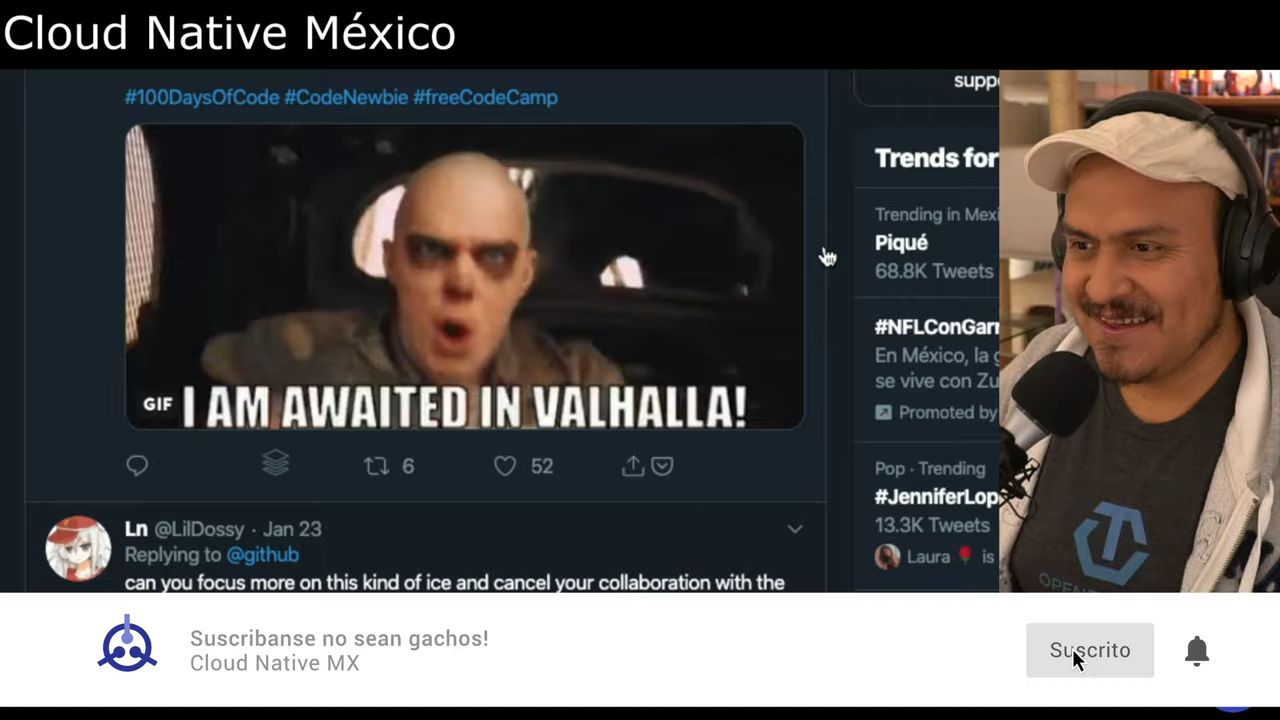 Cloud Native México
#100DaysOfCode #CodeNewbie #freeCodeCamp
GIF
I AM AWAITED IN VALHALLA!
6
52
Ln @LilDossy · Jan 23
Replying to @github
can you focus more on this kind of ice and cancel your collaboration with the
supp
Trends for
Trending in Mexi
Piqué
68.8K Tweets
#NFLConGarr
En México, la g
se vive con Zu
Promoted by
Pop · Trending
#JenniferLop
13.3K Tweets
Laura 🌹 is
OPENT
Suscribanse no sean gachos!
Cloud Native MX
Suscrito